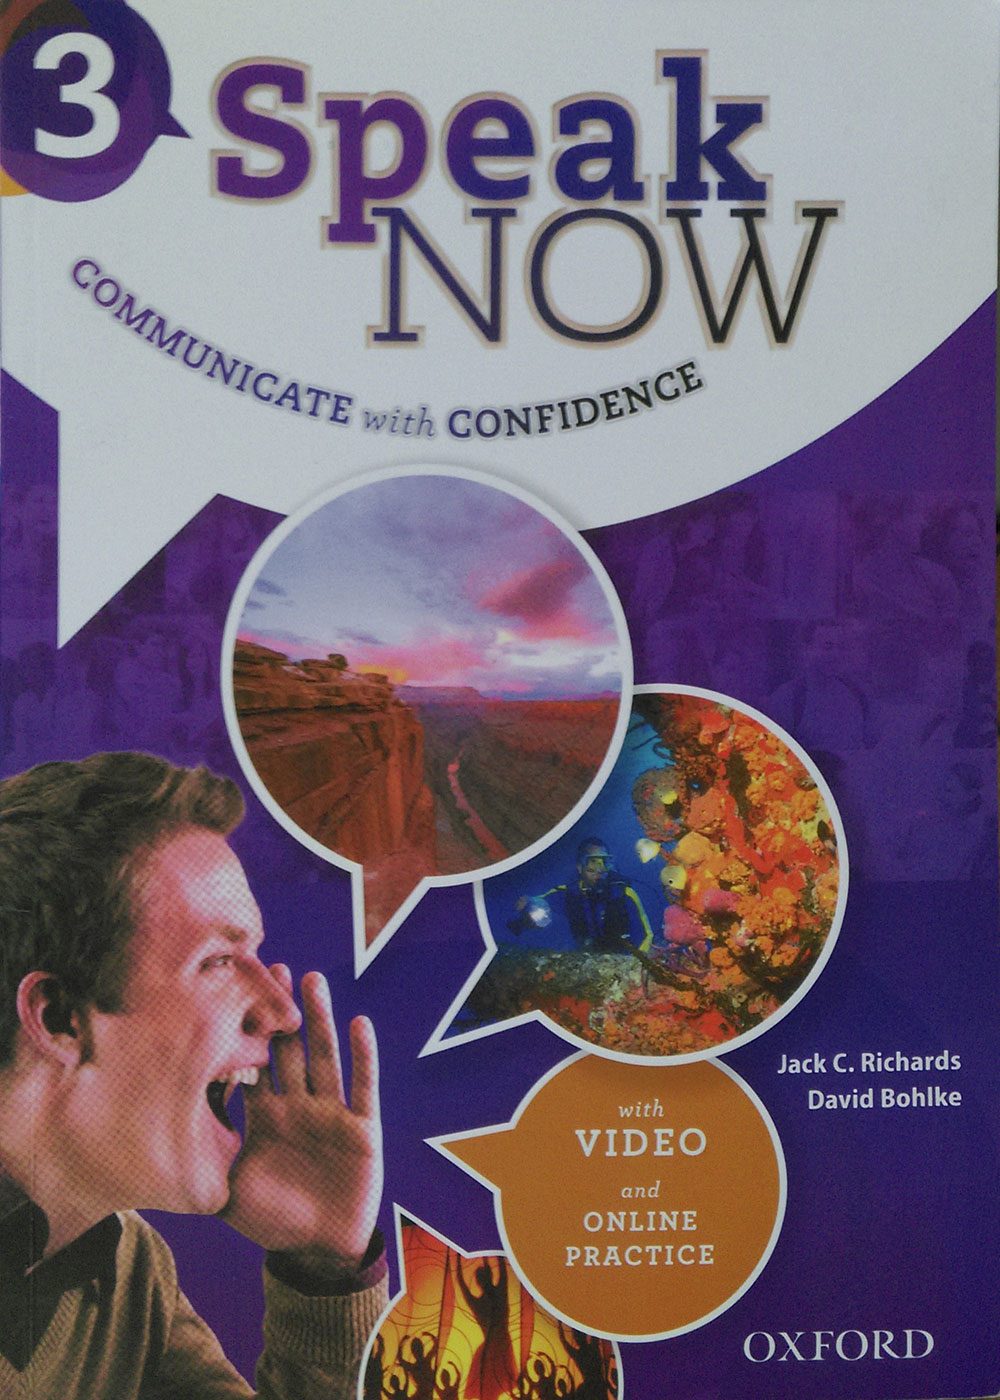 3
Speak
NOW
COMMUNICATE with CONFIDENCE
Jack C. Richards
David Bohlke
with
VIDEO
and
ONLINE
PRACTICE
OXFORD